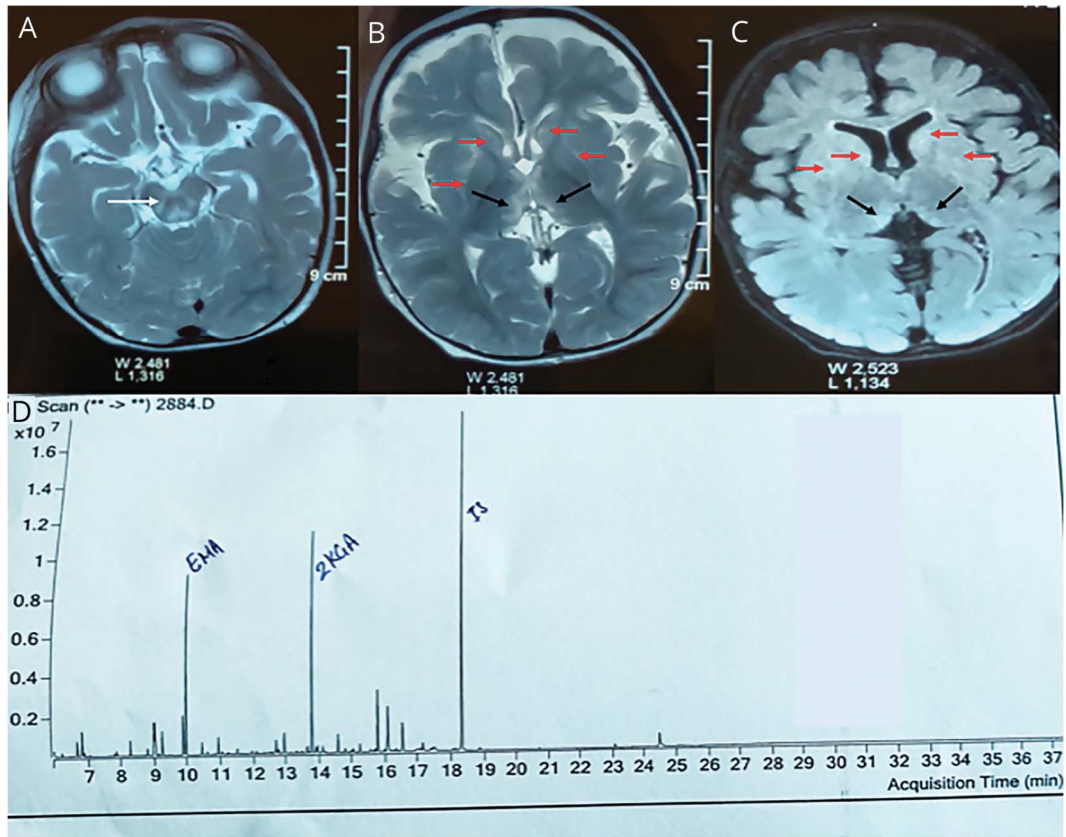 A
B
C
9 cm
9 cm
W 2,481
L 1,316
W 2,481
L 1,316
W 2,523
L 1,134
D
Scan (** -> **) 2884.D
x10 7
1.6
1.4
1.2
1
0.8
0.6
0.4
0.2
EMA
2KGA
IS
7 8 9 10 11 12 13 14 15 16 17 18 19 20 21 22 23 24 25 26 27 28 29 30 31 32 33 34 35 36 37
Acquisition Time (min)